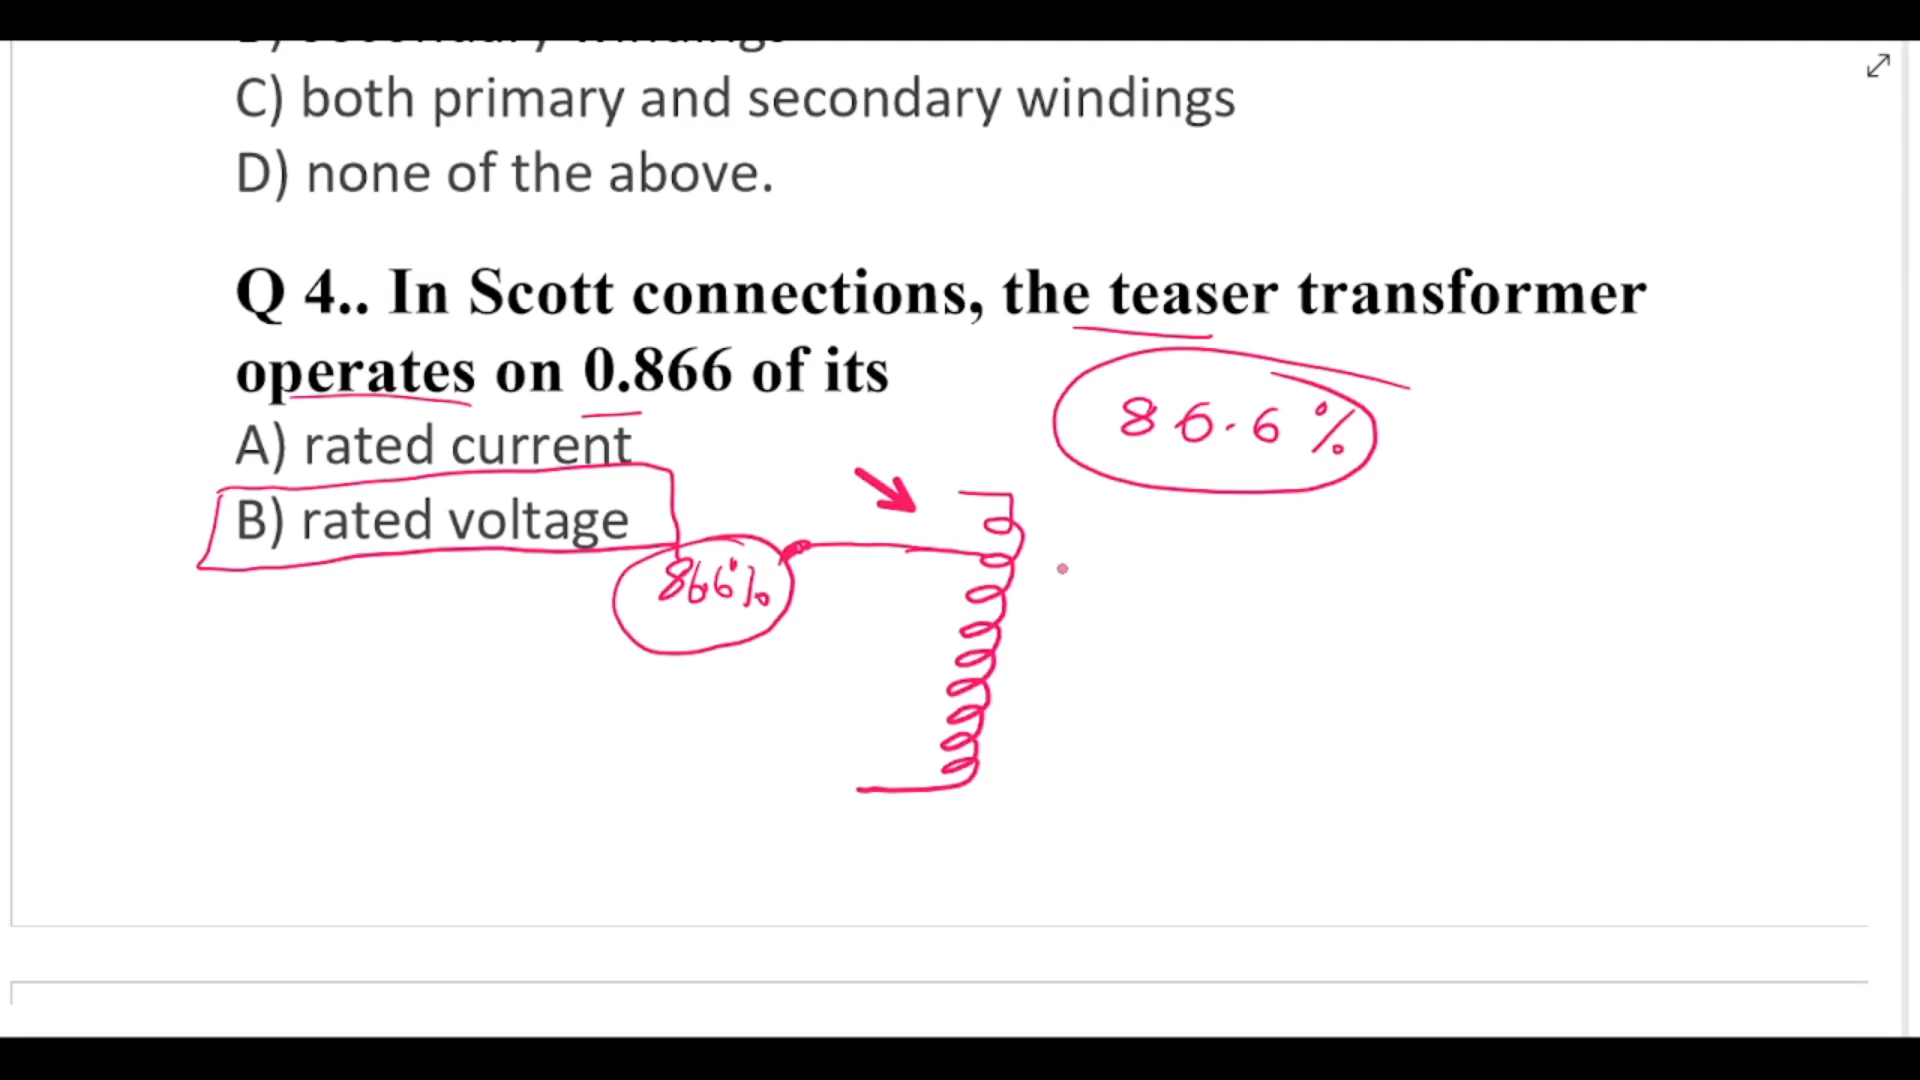 C) both primary and secondary windings
D) none of the above.
Q 4.. In Scott connections, the teaser transformer
operates on 0.866 of its
86.6%
A) rated current
B) rated voltage
86.6%